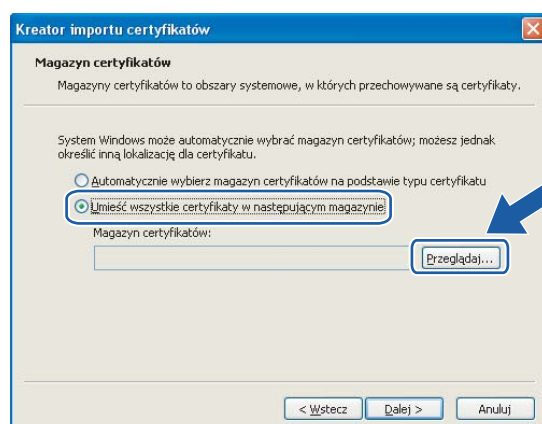 Kreator importu certyfikatów
Magazyn certyfikatów
Magazyny certyfikatów to obszary systemowe, w których przechowywane są certyfikaty.
System Windows może automatycznie wybrać magazyn certyfikatów; możesz jednak
określić inną lokalizację dla certyfikatu.
Automatycznie wybierz magazyn certyfikatów na podstawie typu certyfikatu
Umieść wszystkie certyfikaty w następującym magazynie
Magazyn certyfikatów:
Przeglądaj...
< Wstecz Dalej > Anuluj